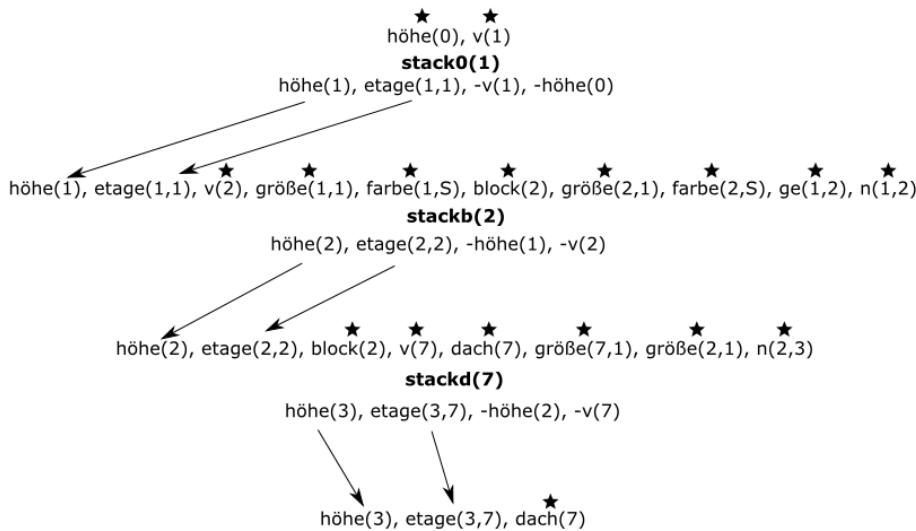 höhe(0), v(1)
stack0(1)
höhe(1), etage(1,1), -v(1), -höhe(0)
höhe(1), etage(1,1), v(2), größe(1,1), farbe(1,S), block(2), größe(2,1), farbe(2,S), ge(1,2), n(1,2)
stackb(2)
höhe(2), etage(2,2), -höhe(1), -v(2)
höhe(2), etage(2,2), block(2), v(7), dach(7), größe(7,1), größe(2,1), n(2,3)
stackd(7)
höhe(3), etage(3,7), -höhe(2), -v(7)
höhe(3), etage(3,7), dach(7)